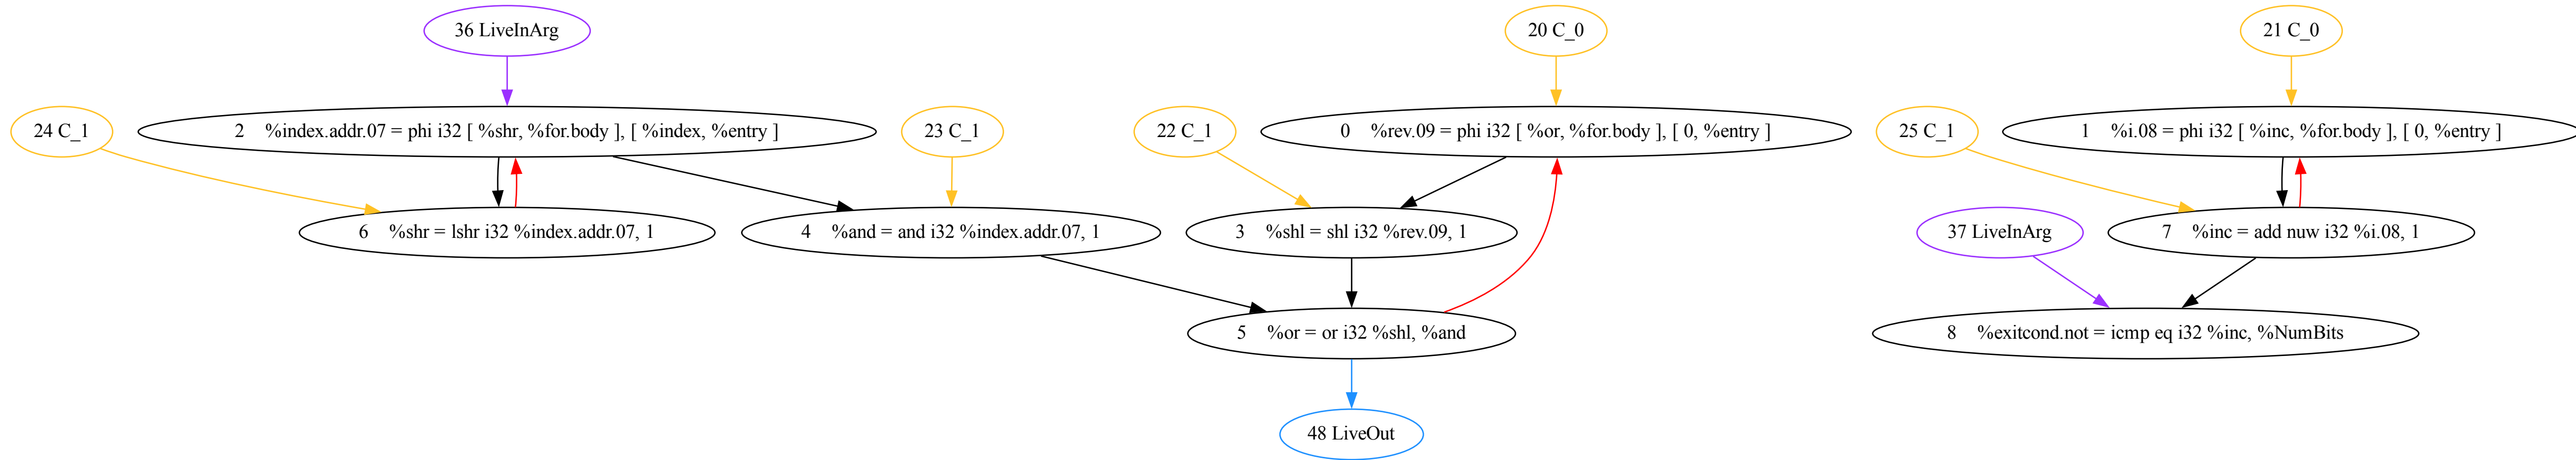 36 LiveInArg
20 C_0
21 C_0
24 C_1
2 %index.addr.07 = phi i32 [ %shr, %for.body ], [ %index, %entry ]
23 C_1
22 C_1
0 %rev.09 = phi i32 [ %or, %for.body ], [ 0, %entry ]
25 C_1
1 %i.08 = phi i32 [ %inc, %for.body ], [ 0, %entry ]
6 %shr = lshr i32 %index.addr.07, 1
4 %and = and i32 %index.addr.07, 1
3 %shl = shl i32 %rev.09, 1
37 LiveInArg
7 %inc = add nuw i32 %i.08, 1
5 %or = or i32 %shl, %and
8 %exitcond.not = icmp eq i32 %inc, %NumBits
48 LiveOut